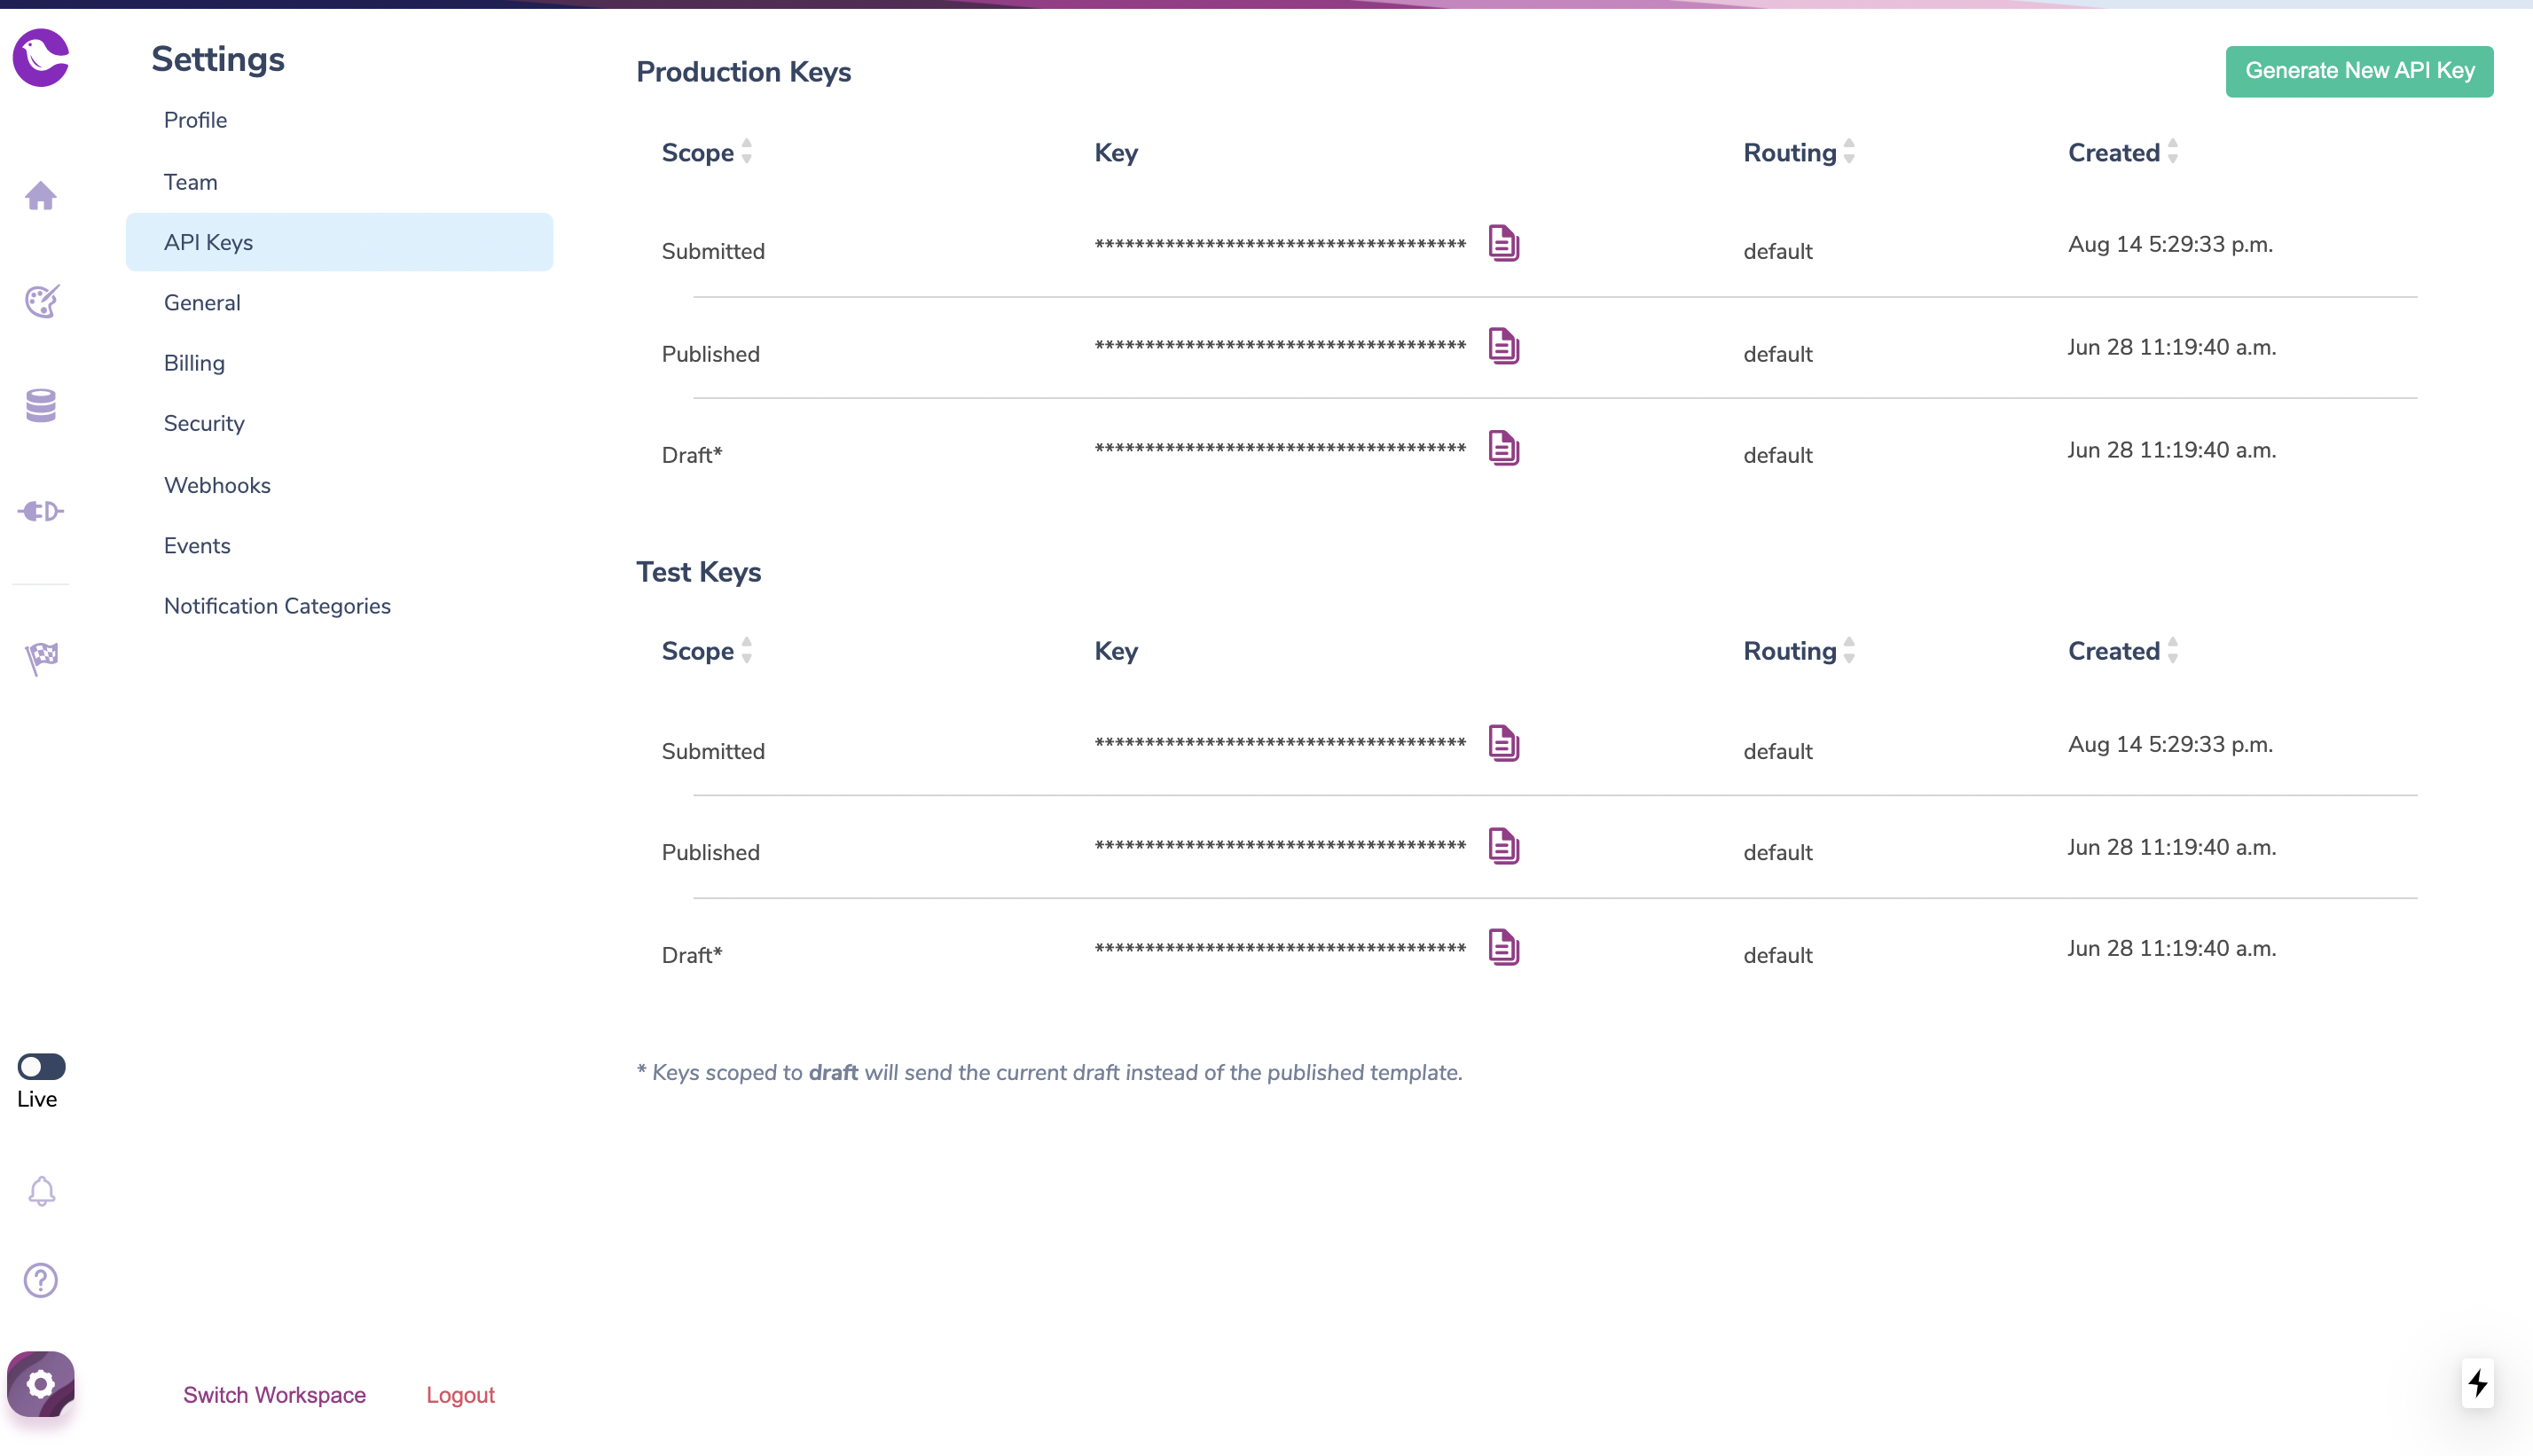 Settings
Profile
Team
API Keys
General
Billing
Security
Webhooks
Events
Notification Categories
Live
Switch Workspace Logout
Production Keys
Generate New API Key
Scope Key Routing Created
Submitted ************************************* default Aug 14 5:29:33 p.m.
Published ************************************* default Jun 28 11:19:40 a.m.
Draft* ************************************* default Jun 28 11:19:40 a.m.
Test Keys
Scope Key Routing Created
Submitted ************************************* default Aug 14 5:29:33 p.m.
Published ************************************* default Jun 28 11:19:40 a.m.
Draft* ************************************* default Jun 28 11:19:40 a.m.
* Keys scoped to draft will send the current draft instead of the published template.